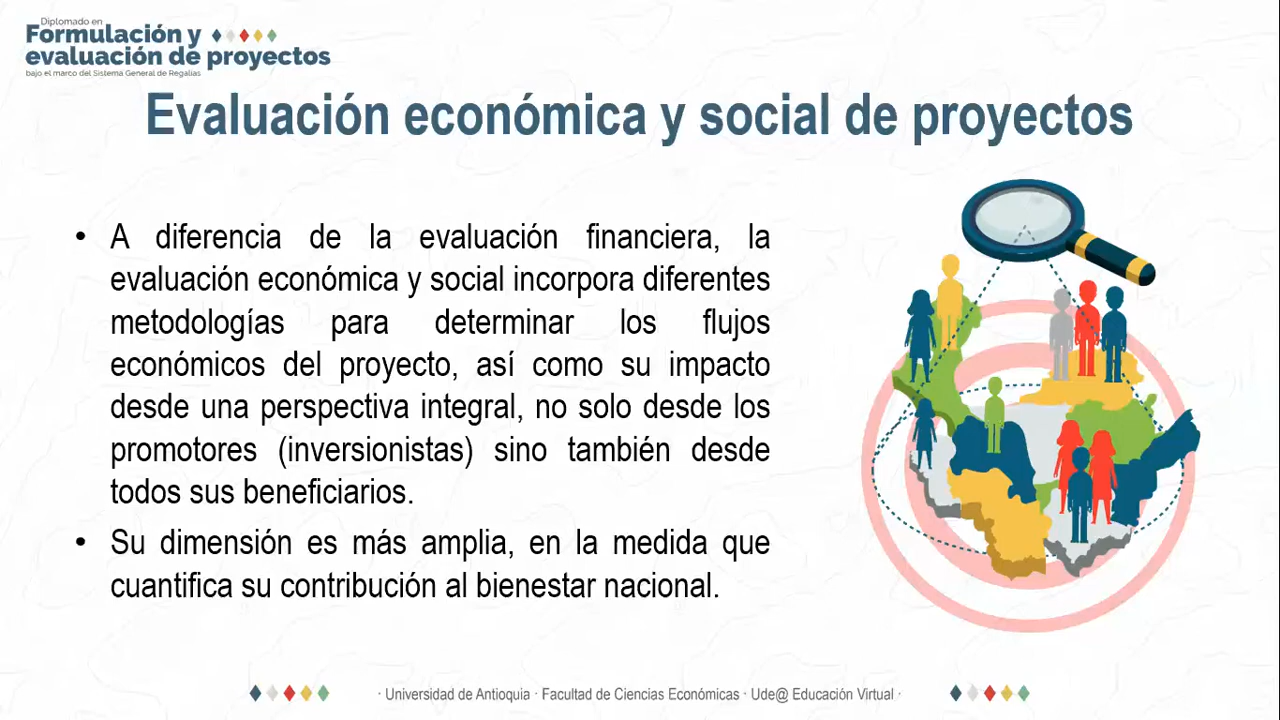 Diplomado en
Formulación y
evaluación de proyectos
bajo el marco del Sistema General de Regalías
Evaluación económica y social de proyectos
• A diferencia de la evaluación financiera, la
evaluación económica y social incorpora diferentes
metodologías para determinar los flujos
económicos del proyecto, así como su impacto
desde una perspectiva integral, no solo desde los
promotores (inversionistas) sino también desde
todos sus beneficiarios.
• Su dimensión es más amplia, en la medida que
cuantifica su contribución al bienestar nacional.
· Universidad de Antioquia · Facultad de Ciencias Económicas · Ude@ Educación Virtual ·